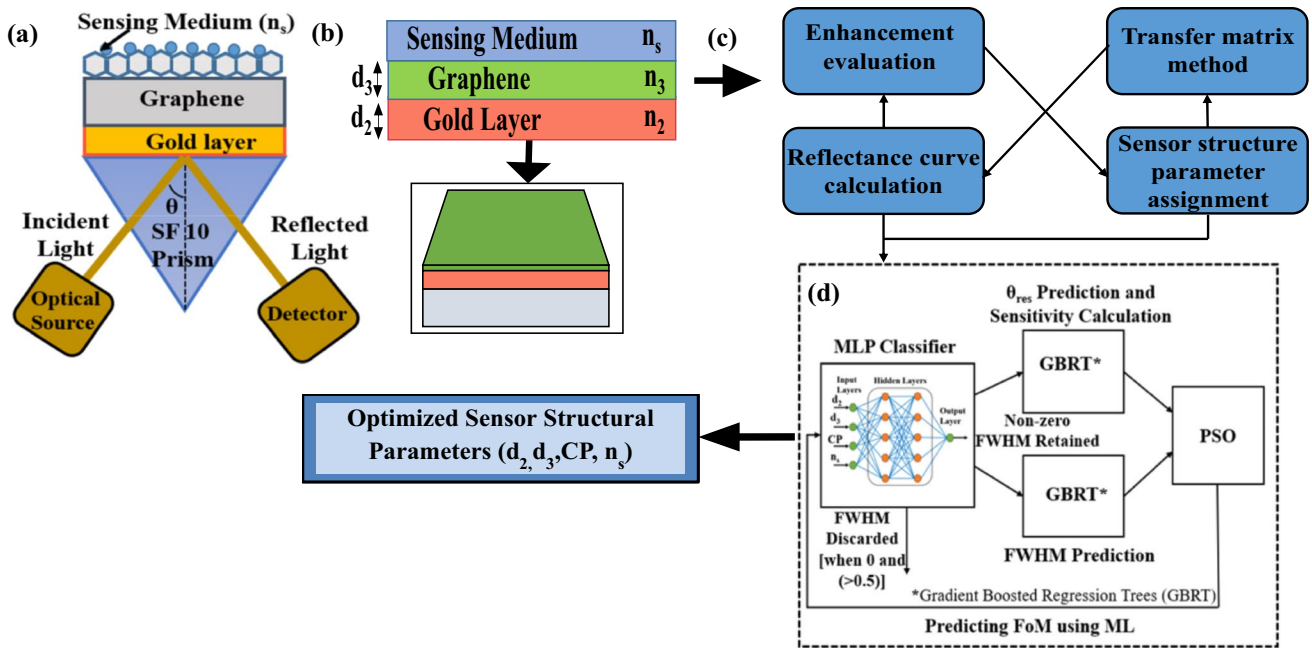 (a)
Sensing Medium (ns)
Graphene
Gold layer
θ
SF 10
Prism
Incident
Light
Reflected
Light
Optical
Source
Detector
(b)
Sensing Medium ns
d3 Graphene n3
d2 Gold Layer n2
(c)
Enhancement
evaluation
Transfer matrix
method
Reflectance curve
calculation
Sensor structure
parameter
assignment
(d)
θres Prediction and
Sensitivity Calculation
MLP Classifier
Input
Layers
Hidden Layers
Output
Layer
d2
d3
CP
ns
GBRT*
Non-zero
FWHM Retained
PSO
GBRT*
FWHM Prediction
FWHM
Discarded
[when 0 and
(>0.5)]
*Gradient Boosted Regression Trees (GBRT)
Predicting FoM using ML
Optimized Sensor Structural
Parameters (d2,d3,CP, ns)